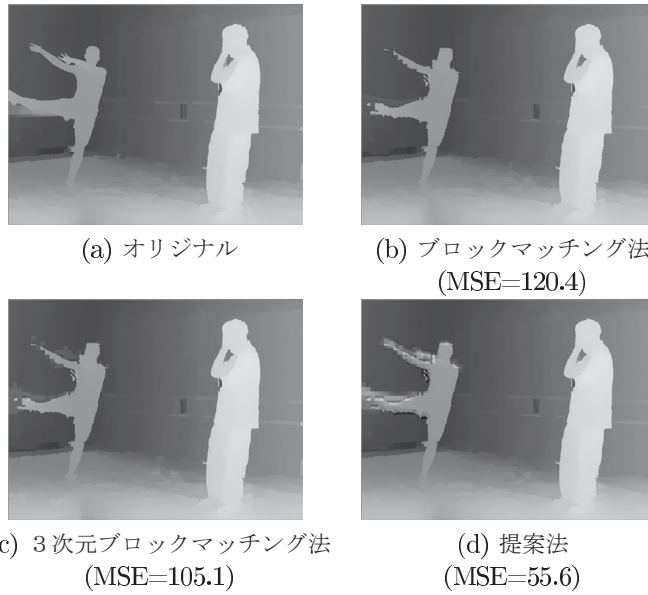 (a) オリジナル
(b) ブロックマッチング法
(MSE=120.4)
c) ３次元ブロックマッチング法
(MSE=105.1)
(d) 提案法
(MSE=55.6)